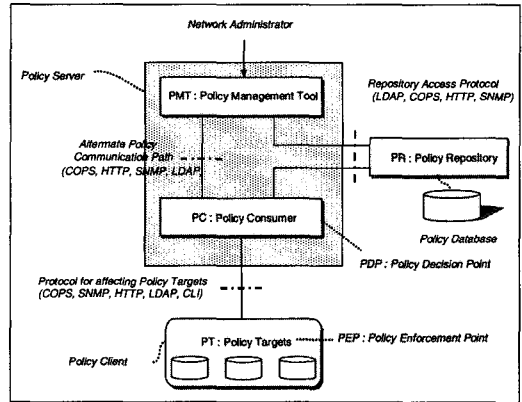 Network Administrator
Policy Server
PMT : Policy Management Tool
Repository Access Protocol
(LDAP, COPS, HTTP, SNMP)
Alternate Policy
Communication Path
(COPS, HTTP, SNMP, LDAP)
PR : Policy Repository
PC : Policy Consumer
Policy Database
PDP : Policy Decision Point
Protocol for affecting Policy Targets
(COPS, SNMP, HTTP, LDAP, CLI)
PT : Policy Targets
PEP : Policy Enforcement Point
Policy Client